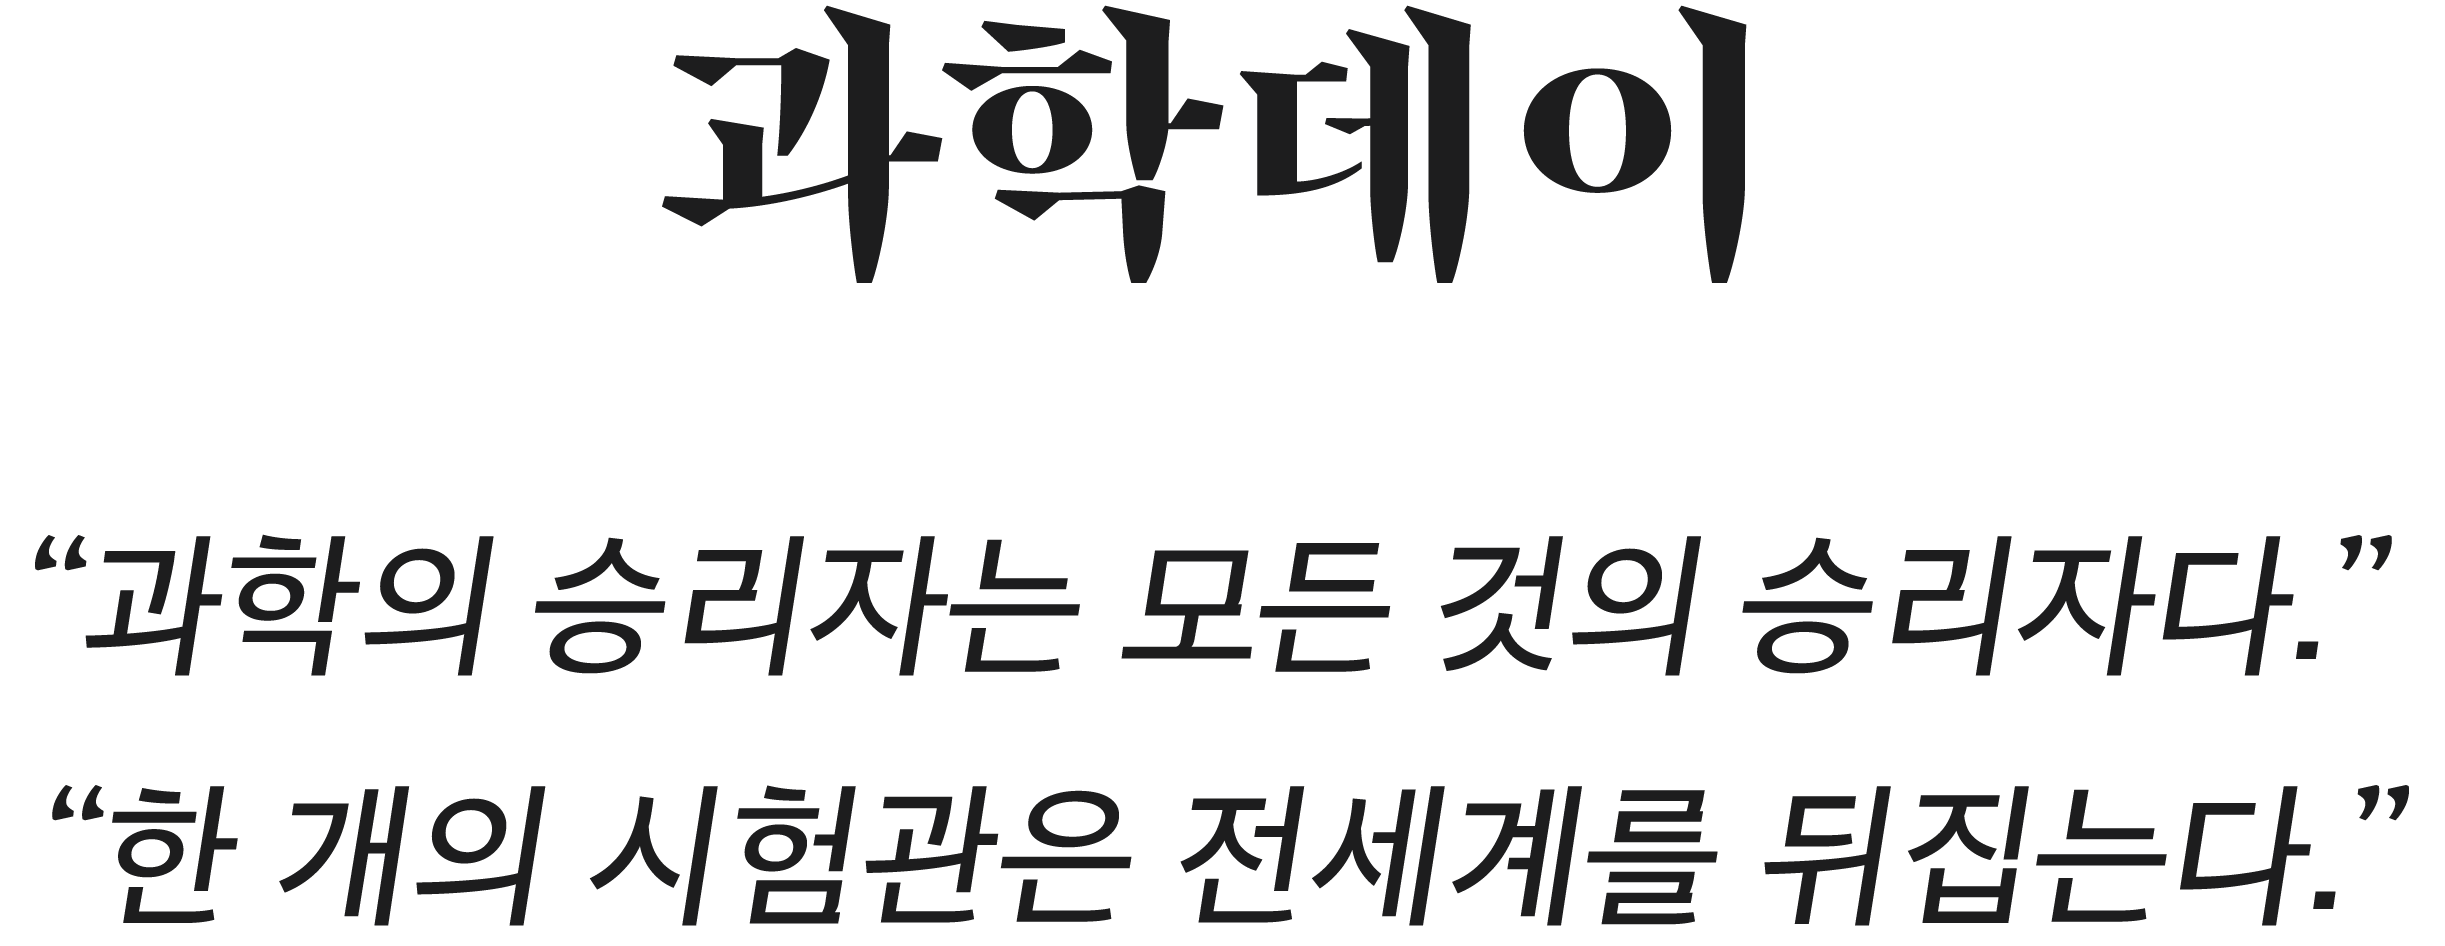 과학데이
“과학의 승리자는 모든 것의 승리자다.”
“한 개의 시험관은 전세계를 뒤집는다.”